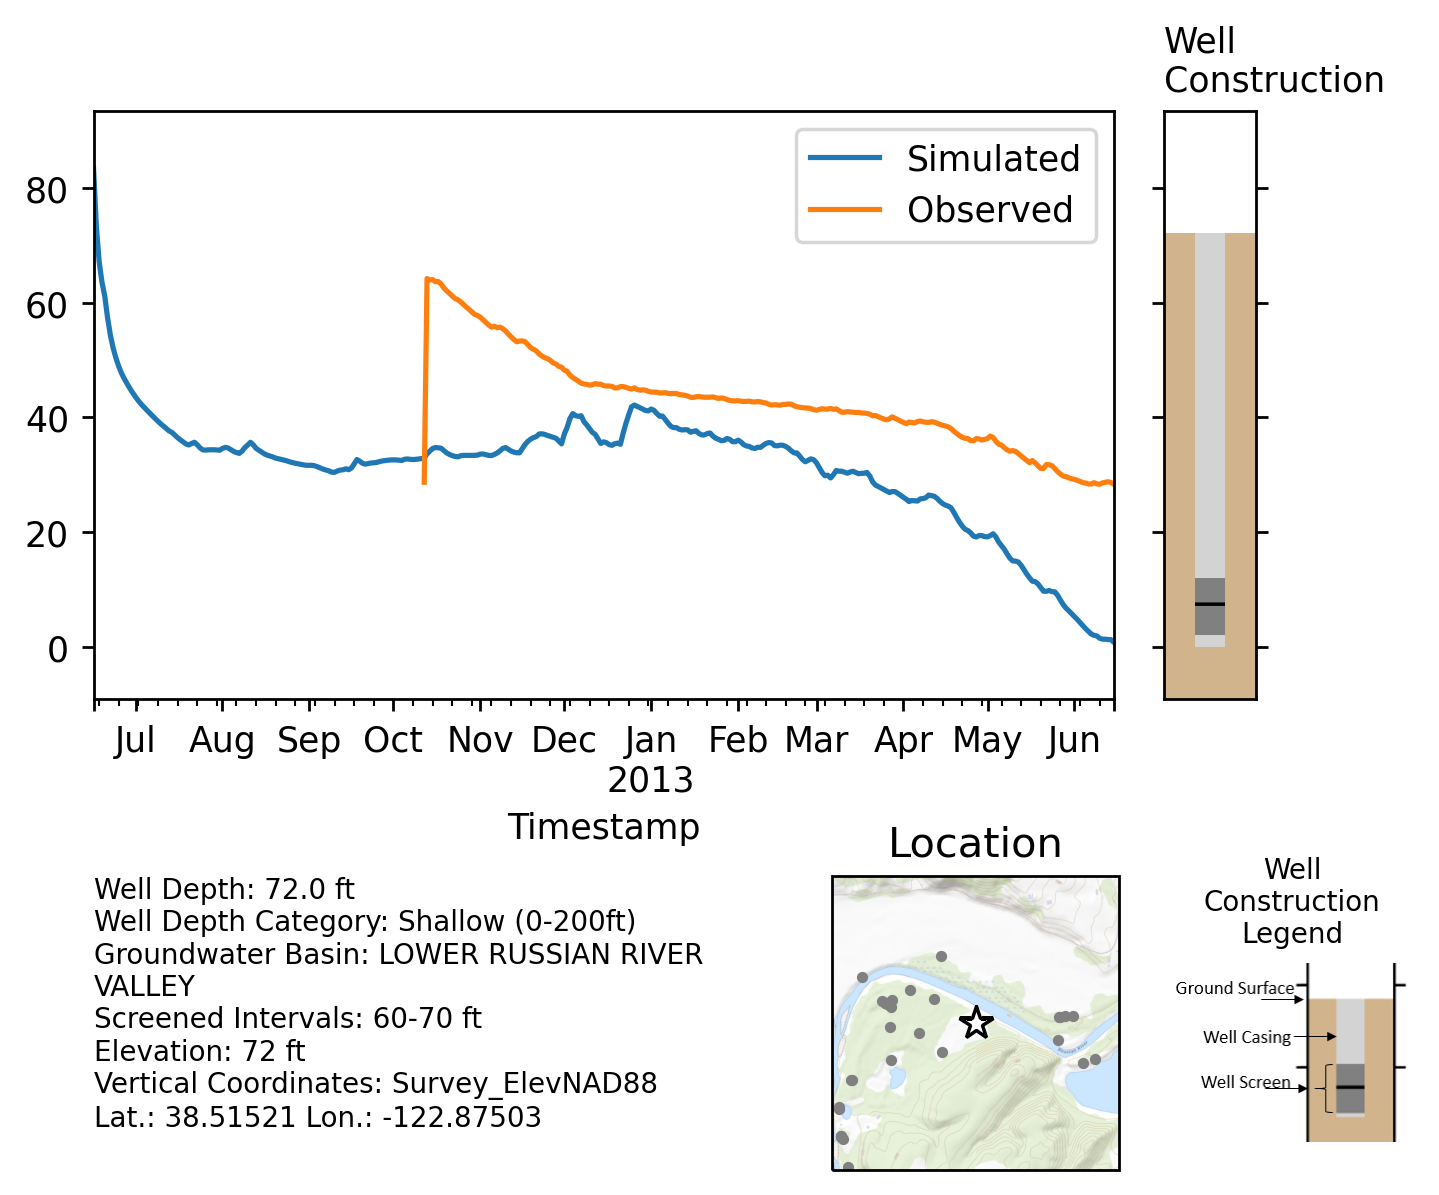 Well
Construction
Simulated
Observed
80
60
40
20
0
Jul Aug Sep Oct Nov Dec Jan Feb Mar Apr May Jun
2013
Timestamp
Well Depth: 72.0 ft
Well Depth Category: Shallow (0-200ft)
Groundwater Basin: LOWER RUSSIAN RIVER
VALLEY
Screened Intervals: 60-70 ft
Elevation: 72 ft
Vertical Coordinates: Survey_ElevNAD88
Lat.: 38.51521 Lon.: -122.87503
Location
Russian River
Well
Construction
Legend
Ground Surface
Well Casing
Well Screen